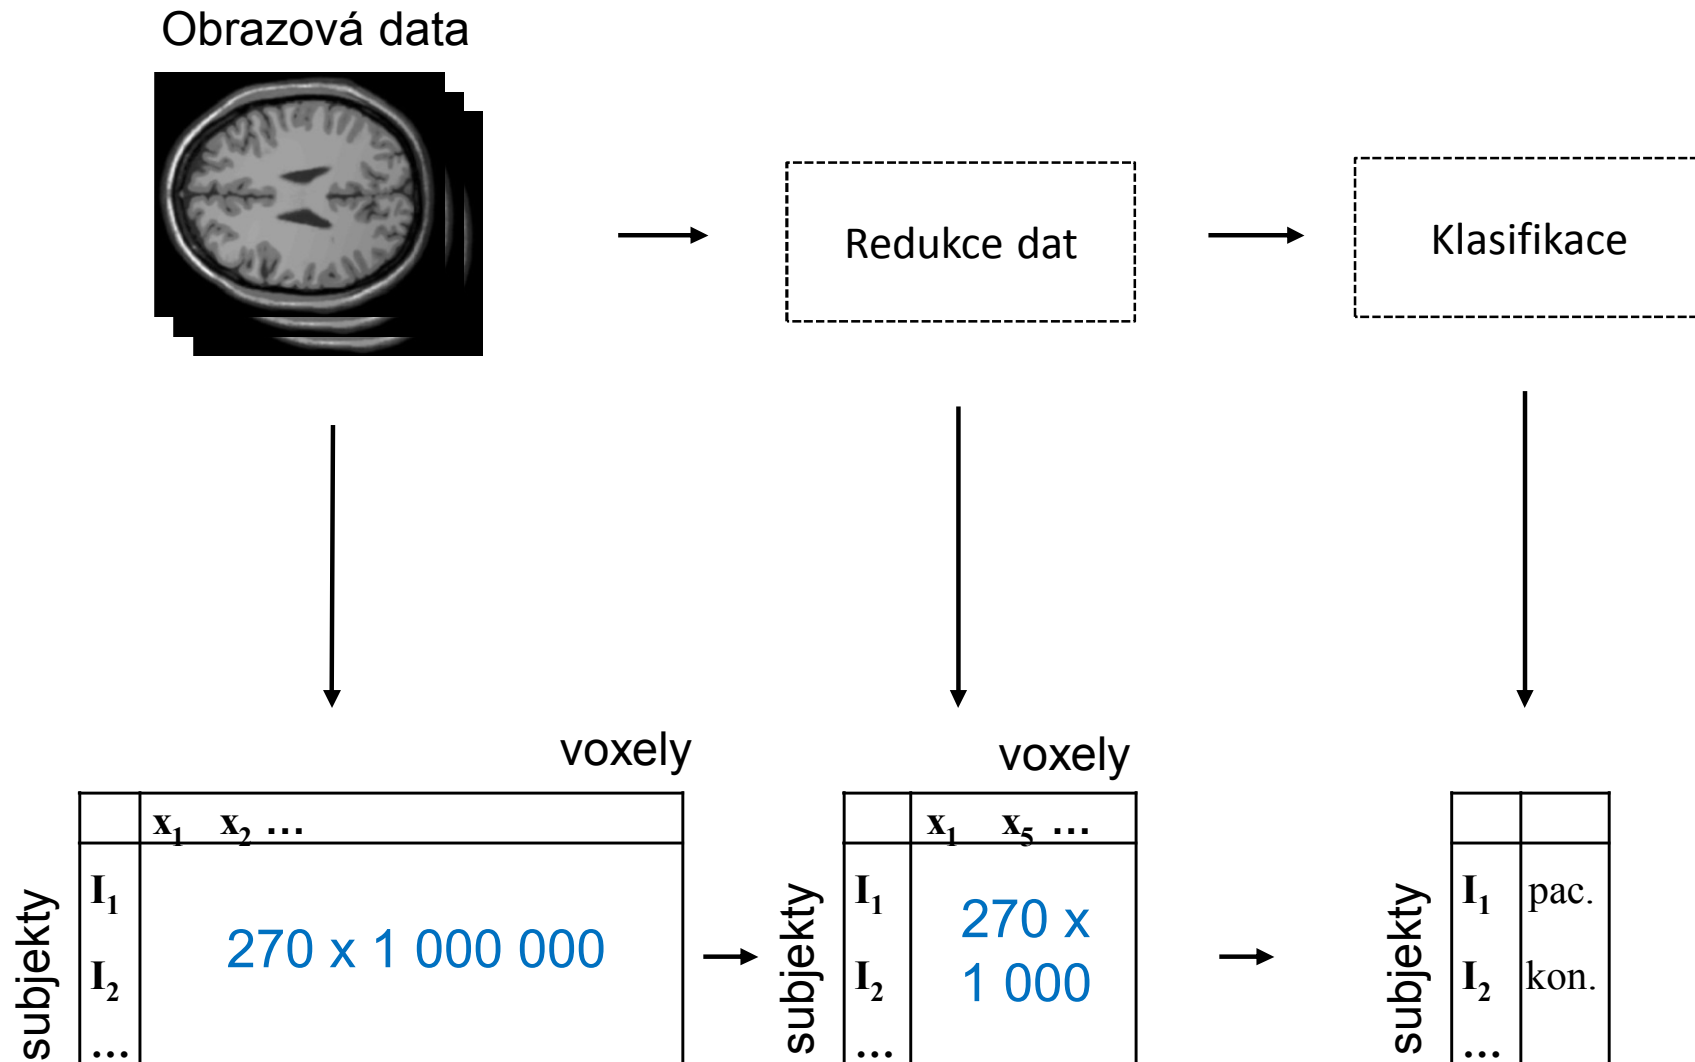 Obrazová data
Redukce dat
Klasifikace
voxely
voxely
x1 x2 ...
x1 x5 ...
subjekty
I1
270 x 1 000 000
I2
...
subjekty
I1
270 x
1 000
I2
...
subjekty
I1 pac.
I2 kon.
...